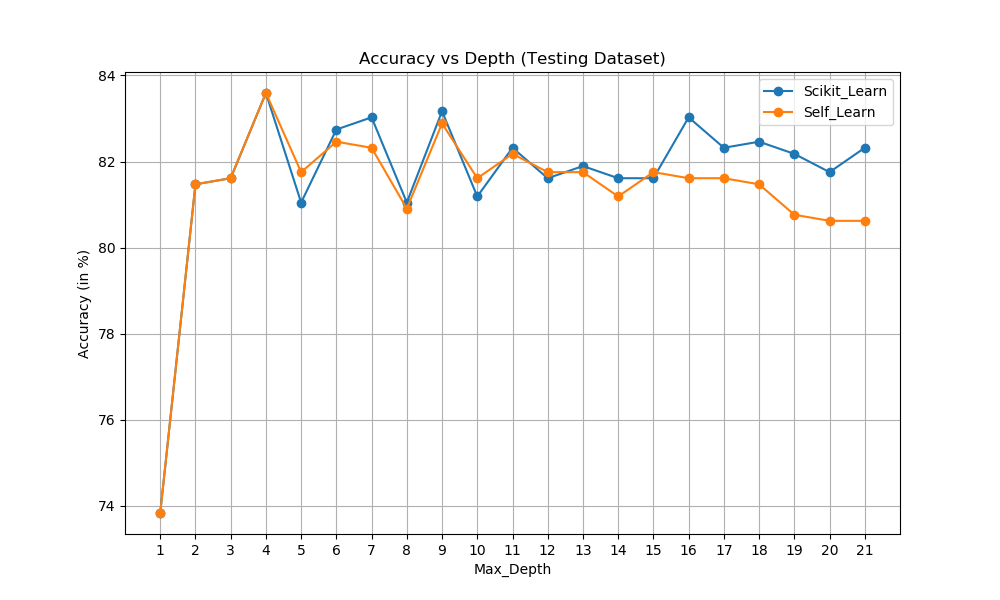 Accuracy vs Depth (Testing Dataset)
Scikit_Learn
Self_Learn
Accuracy (in %)
84
82
80
78
76
74
1 2 3 4 5 6 7 8 9 10 11 12 13 14 15 16 17 18 19 20 21
Max_Depth